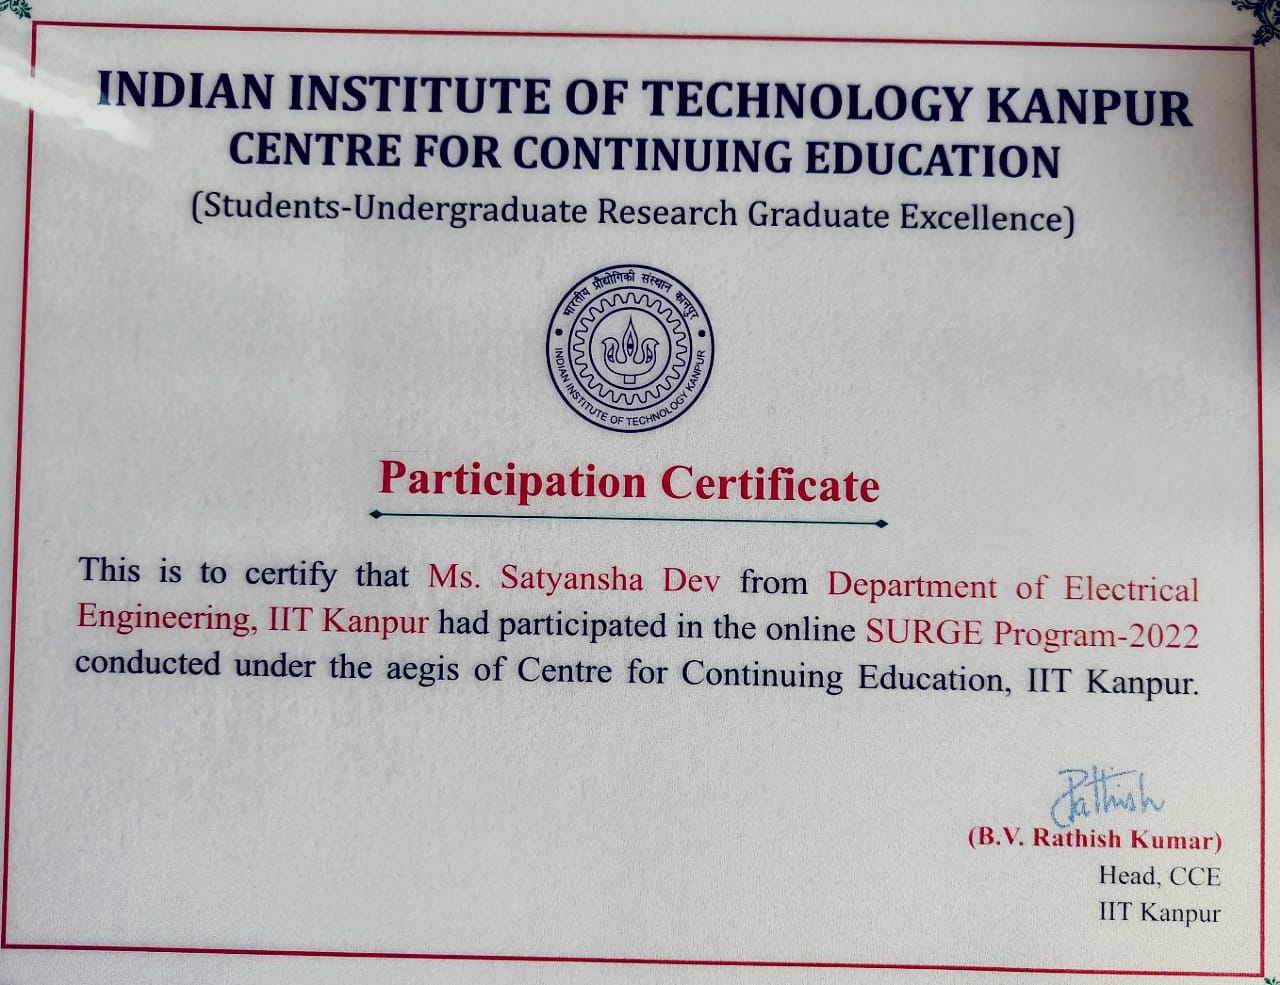 INDIAN INSTITUTE OF TECHNOLOGY KANPUR
CENTRE FOR CONTINUING EDUCATION
(Students-Undergraduate Research Graduate Excellence)
भारतीय प्रौद्योगिकी संस्थान कानपुर
INDIAN INSTITUTE OF TECHNOLOGY KANPUR
Participation Certificate
This is to certify that Ms. Satyansha Dev from Department of Electrical
Engineering, IIT Kanpur had participated in the online SURGE Program-2022
conducted under the aegis of Centre for Continuing Education, IIT Kanpur.
Rathish
(B.V. Rathish Kumar)
Head, CCE
IIT Kanpur